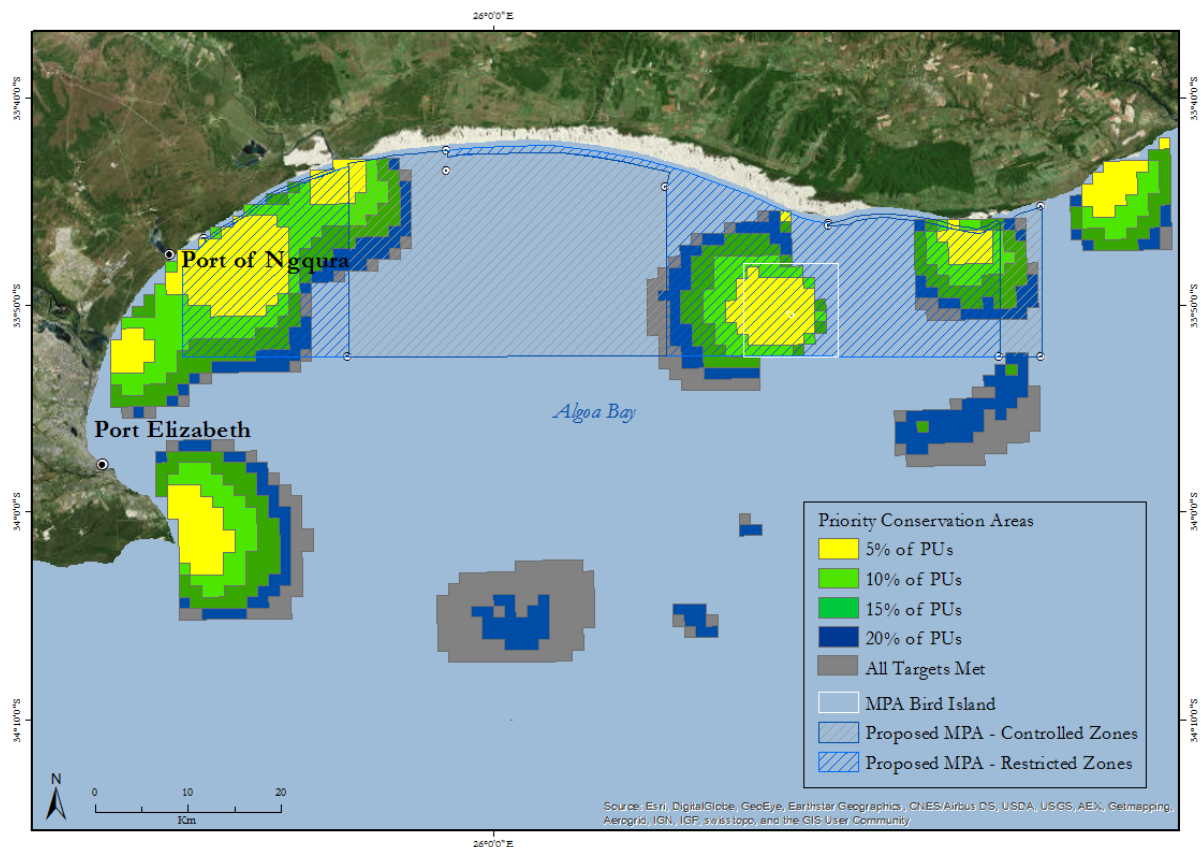 26°0'0"E
33°40'0"S
33°40'0"S
Port of Ngqura
33°50'0"S
33°50'0"S
Algoa Bay
Port Elizabeth
34°0'0"S
34°0'0"S
Priority Conservation Areas
5% of PUs
10% of PUs
15% of PUs
20% of PUs
All Targets Met
MPA Bird Island
Proposed MPA - Controlled Zones
Proposed MPA - Restricted Zones
34°10'0"S
34°10'0"S
N
0 10 20
Km
Source: Esri, DigitalGlobe, GeoEye, Earthstar Geographics, CNES/Airbus DS, USDA, USGS, AEX, Getmapping,
Aerogrid, IGN, IGP, swisstopo, and the GIS User Community
26°0'0"E